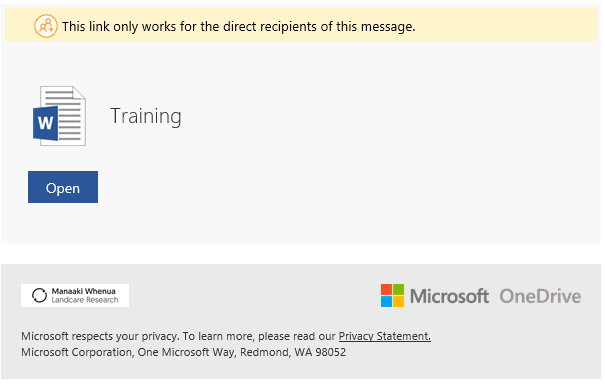 This link only works for the direct recipients of this message.
W
Training
Open
Manaaki Whenua
Landcare Research
Microsoft OneDrive
Microsoft respects your privacy. To learn more, please read our Privacy Statement.
Microsoft Corporation, One Microsoft Way, Redmond, WA 98052